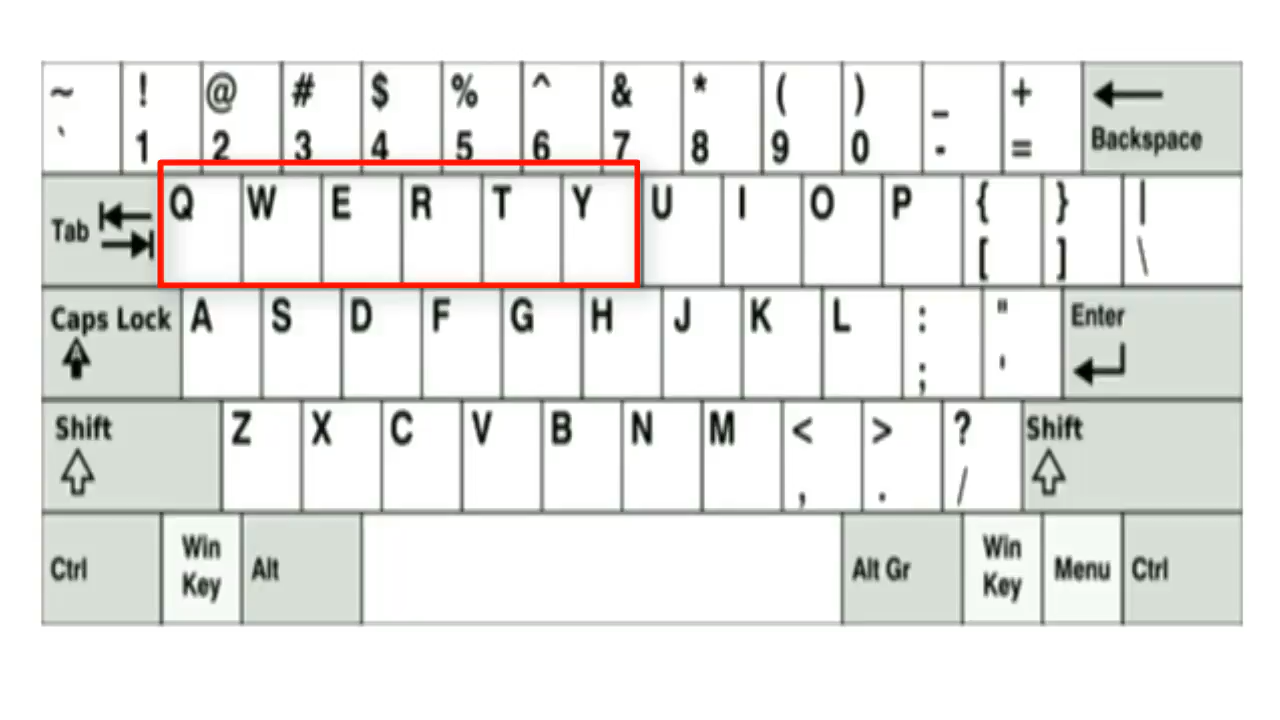 ~ ! @ # $ % ^ & * ( ) _ +
` 1 2 3 4 5 6 7 8 9 0 - = Backspace
Tab Q W E R T Y U I O P { } |
[ ] \
Caps Lock A S D F G H J K L : " Enter
; '
Shift Z X C V B N M < > ? Shift
, . /
Ctrl Win Key Alt Alt Gr Win Key Menu Ctrl